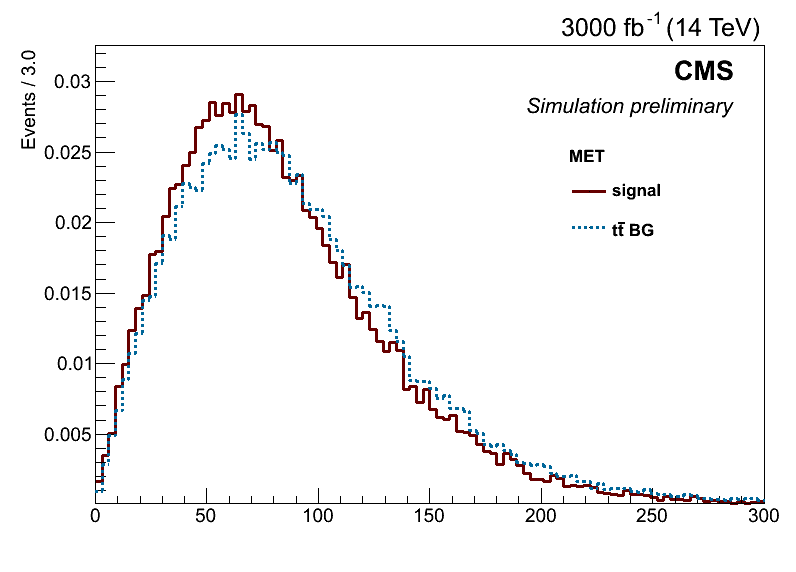 3000 fb⁻¹ (14 TeV)
Events / 3.0
CMS
Simulation preliminary
MET
signal
tt̄ BG
0.03
0.025
0.02
0.015
0.01
0.005
0 50 100 150 200 250 300